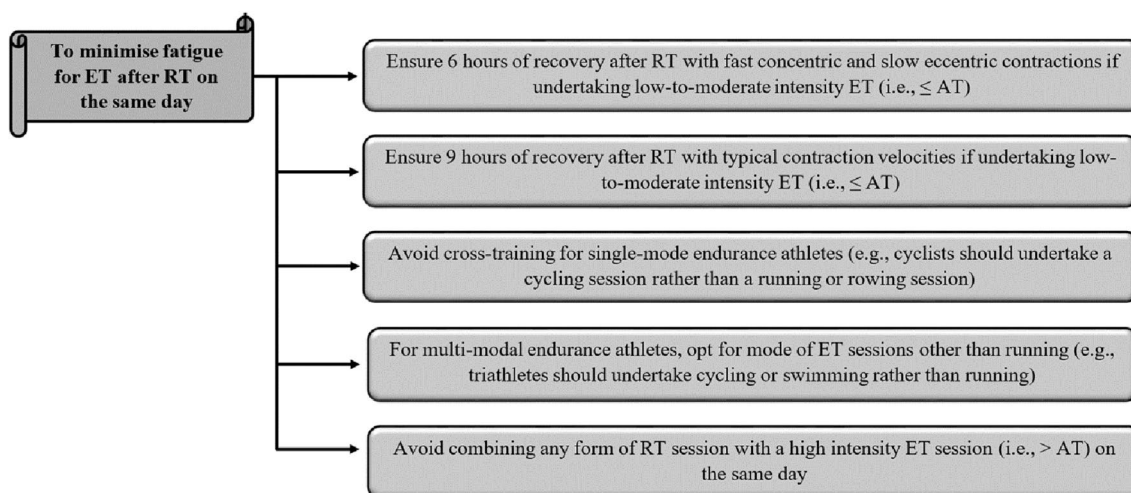 To minimise fatigue
for ET after RT on
the same day
Ensure 6 hours of recovery after RT with fast concentric and slow eccentric contractions if
undertaking low-to-moderate intensity ET (i.e., ≤ AT)
Ensure 9 hours of recovery after RT with typical contraction velocities if undertaking low-
to-moderate intensity ET (i.e., ≤ AT)
Avoid cross-training for single-mode endurance athletes (e.g., cyclists should undertake a
cycling session rather than a running or rowing session)
For multi-modal endurance athletes, opt for mode of ET sessions other than running (e.g.,
triathletes should undertake cycling or swimming rather than running)
Avoid combining any form of RT session with a high intensity ET session (i.e., > AT) on
the same day